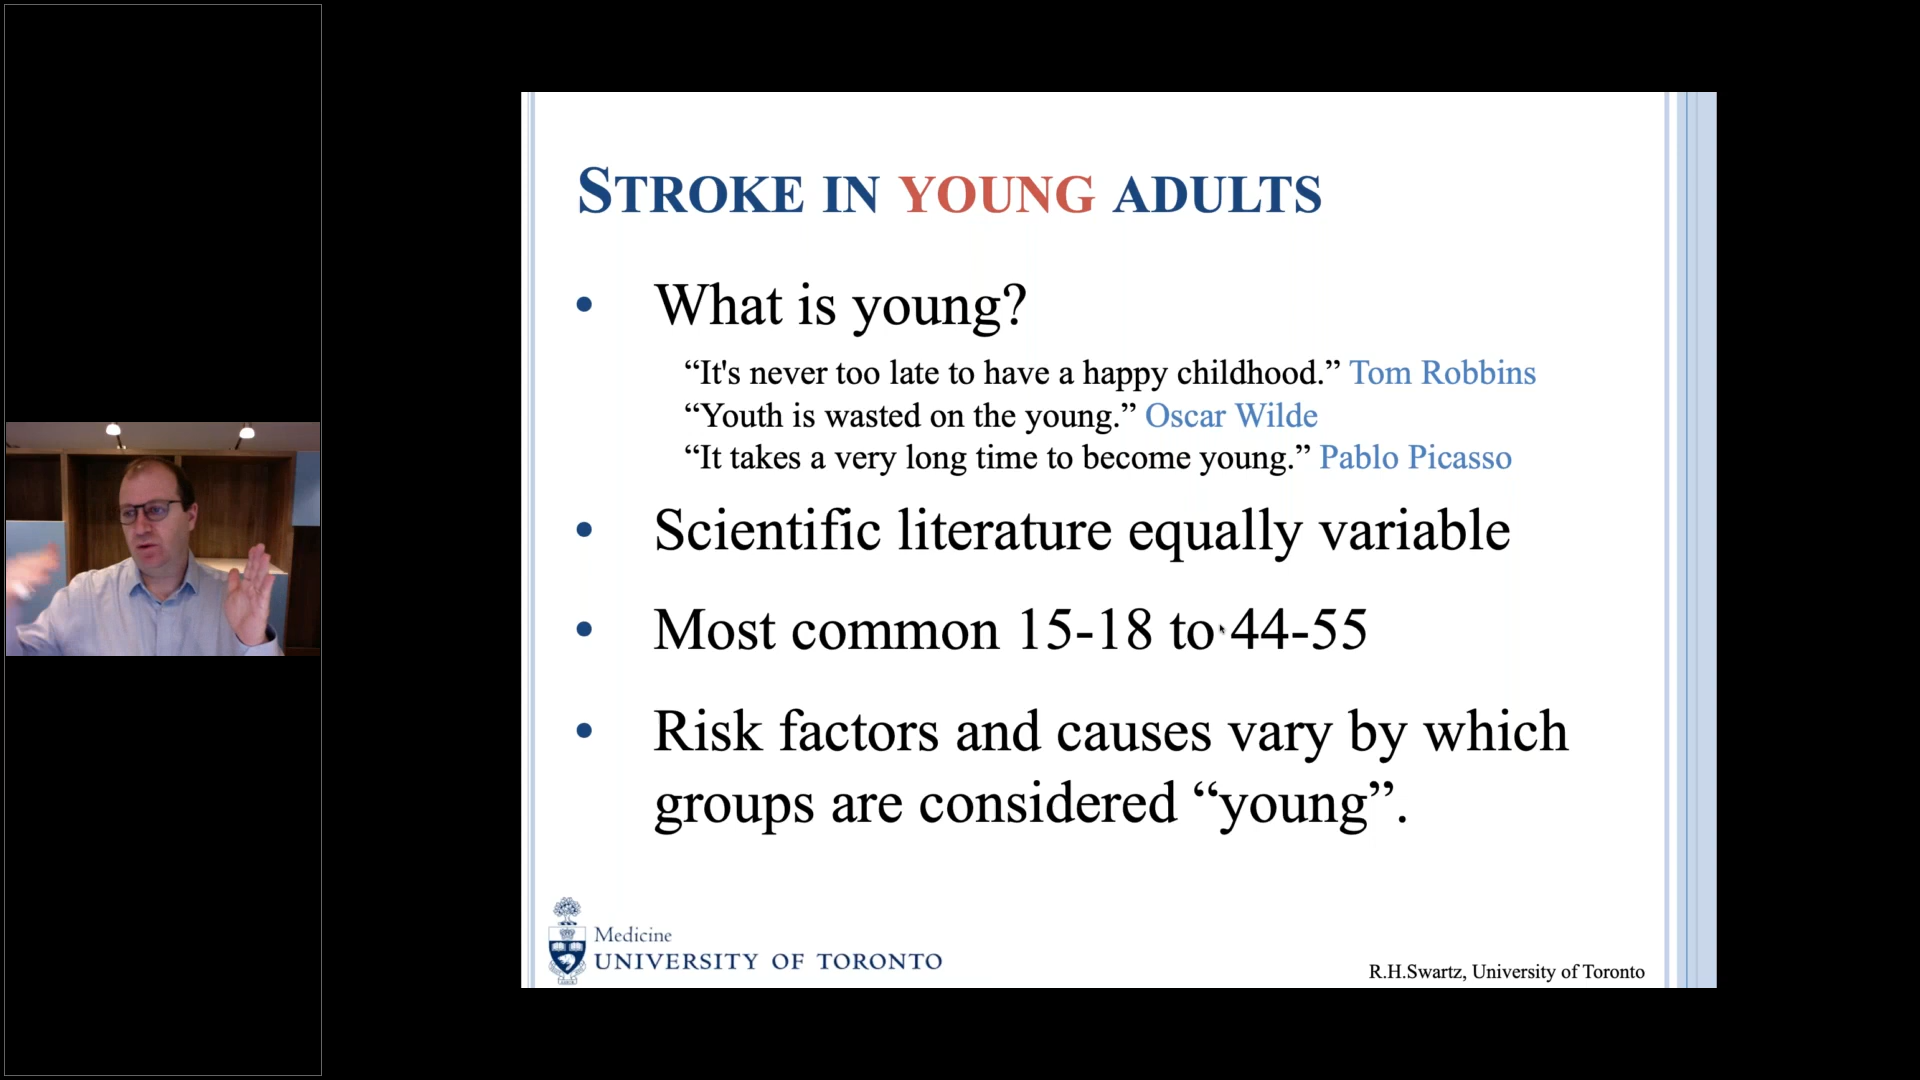 STROKE IN YOUNG ADULTS
• What is young?
“It's never too late to have a happy childhood.” Tom Robbins
“Youth is wasted on the young.” Oscar Wilde
“It takes a very long time to become young.” Pablo Picasso
• Scientific literature equally variable
• Most common 15-18 to 44-55
• Risk factors and causes vary by which
groups are considered “young”.
Medicine
UNIVERSITY OF TORONTO
R.H.Swartz, University of Toronto